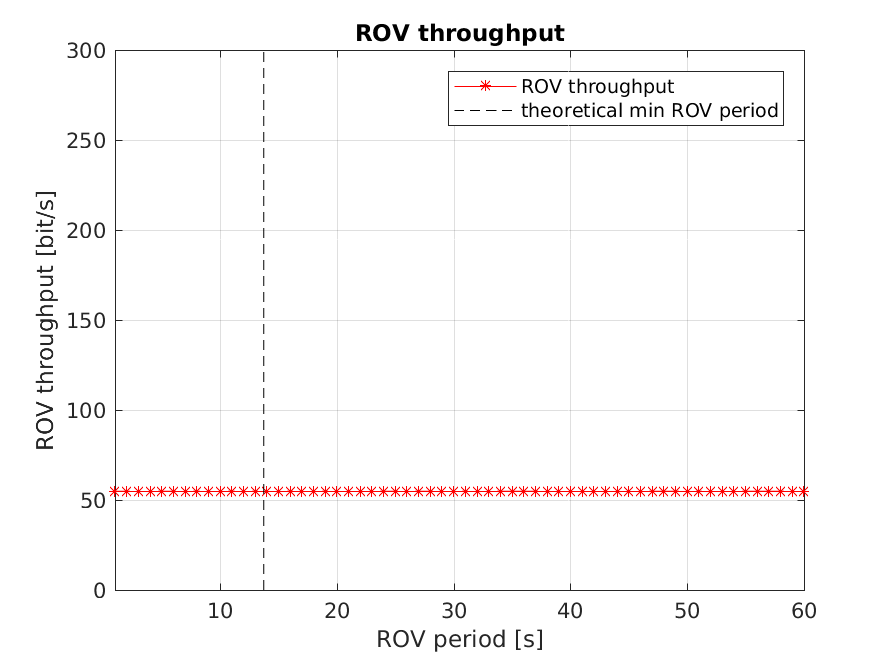 ROV throughput
300
250
200
150
100
50
0
ROV throughput [bit/s]
ROV throughput
theoretical min ROV period
10 20 30 40 50 60
ROV period [s]